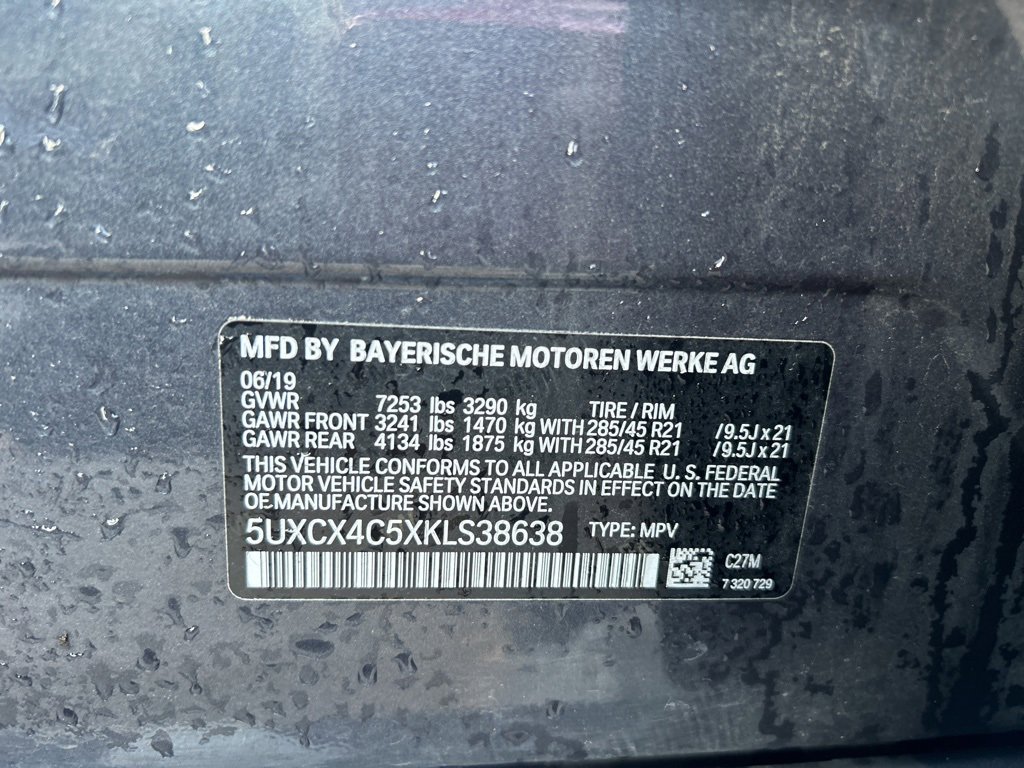 MFD BY BAYERISCHE MOTOREN WERKE AG
06/19
GVWR 7253 lbs 3290 kg TIRE / RIM
GAWR FRONT 3241 lbs 1470 kg WITH 285/45 R21 / 9.5J x 21
GAWR REAR 4134 lbs 1875 kg WITH 285/45 R21 / 9.5J x 21
THIS VEHICLE CONFORMS TO ALL APPLICABLE U.S. FEDERAL
MOTOR VEHICLE SAFETY STANDARDS IN EFFECT ON THE DATE
OF MANUFACTURE SHOWN ABOVE.
5UXCX4C5XKLS38638 TYPE: MPV
C27M
7 320 729